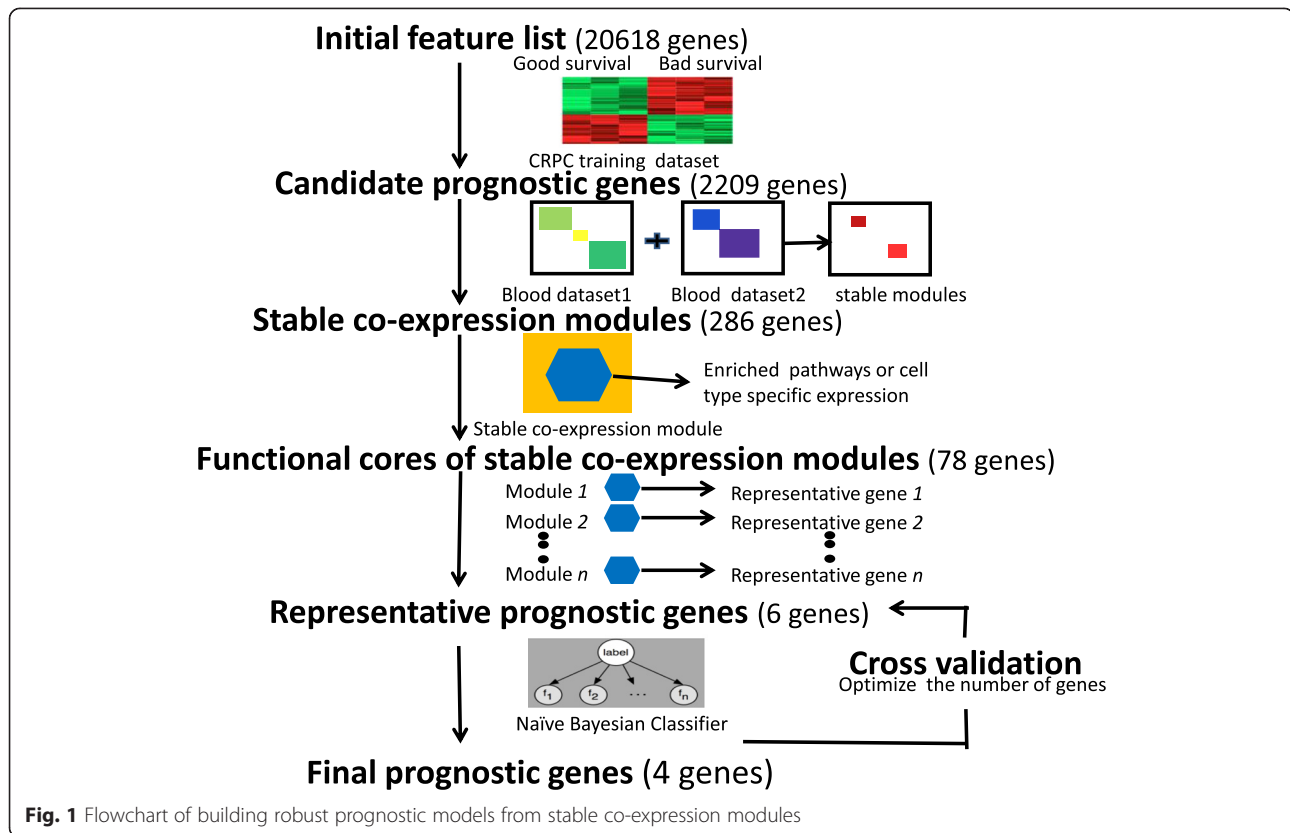 Initial feature list (20618 genes)
Good survival Bad survival
CRPC training dataset
Candidate prognostic genes (2209 genes)
Blood dataset1 Blood dataset2 stable modules
Stable co-expression modules (286 genes)
Enriched pathways or cell
type specific expression
Stable co-expression module
Functional cores of stable co-expression modules (78 genes)
Module 1 Representative gene 1
Module 2 Representative gene 2
Module n Representative gene n
Representative prognostic genes (6 genes)
label
f1 f2 ... fn
Cross validation
Optimize the number of genes
Naïve Bayesian Classifier
Final prognostic genes (4 genes)
Fig. 1 Flowchart of building robust prognostic models from stable co-expression modules